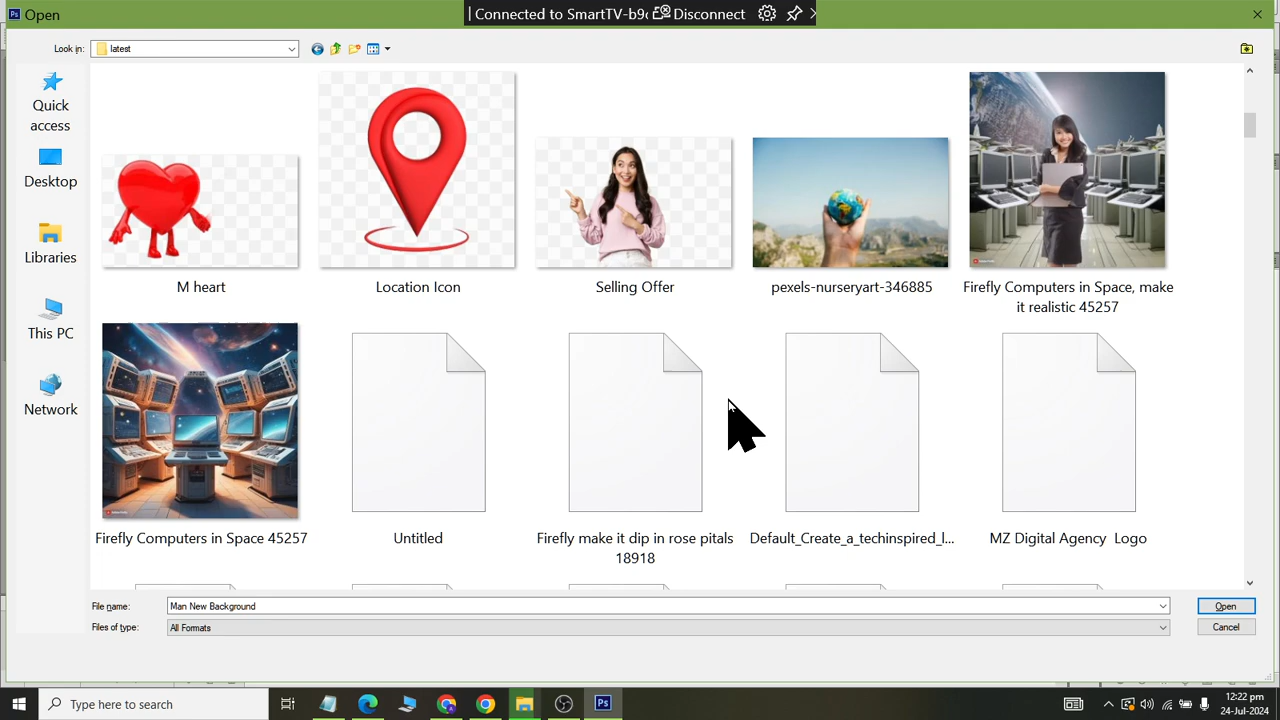 Ps Open
Connected to SmartTV-b9c Disconnect
Look in: latest
Quick access
Desktop
Libraries
This PC
Network
M heart
Location Icon
Selling Offer
pexels-nurseryart-346885
Firefly Computers in Space, make
it realistic 45257
Firefly Computers in Space 45257
Untitled
Firefly make it dip in rose pitals
18918
Default_Create_a_techinspired_l...
MZ Digital Agency Logo
File name: Man New Background Open
Files of type: All Formats Cancel
Type here to search
Ps
12:22 pm
24-Jul-2024